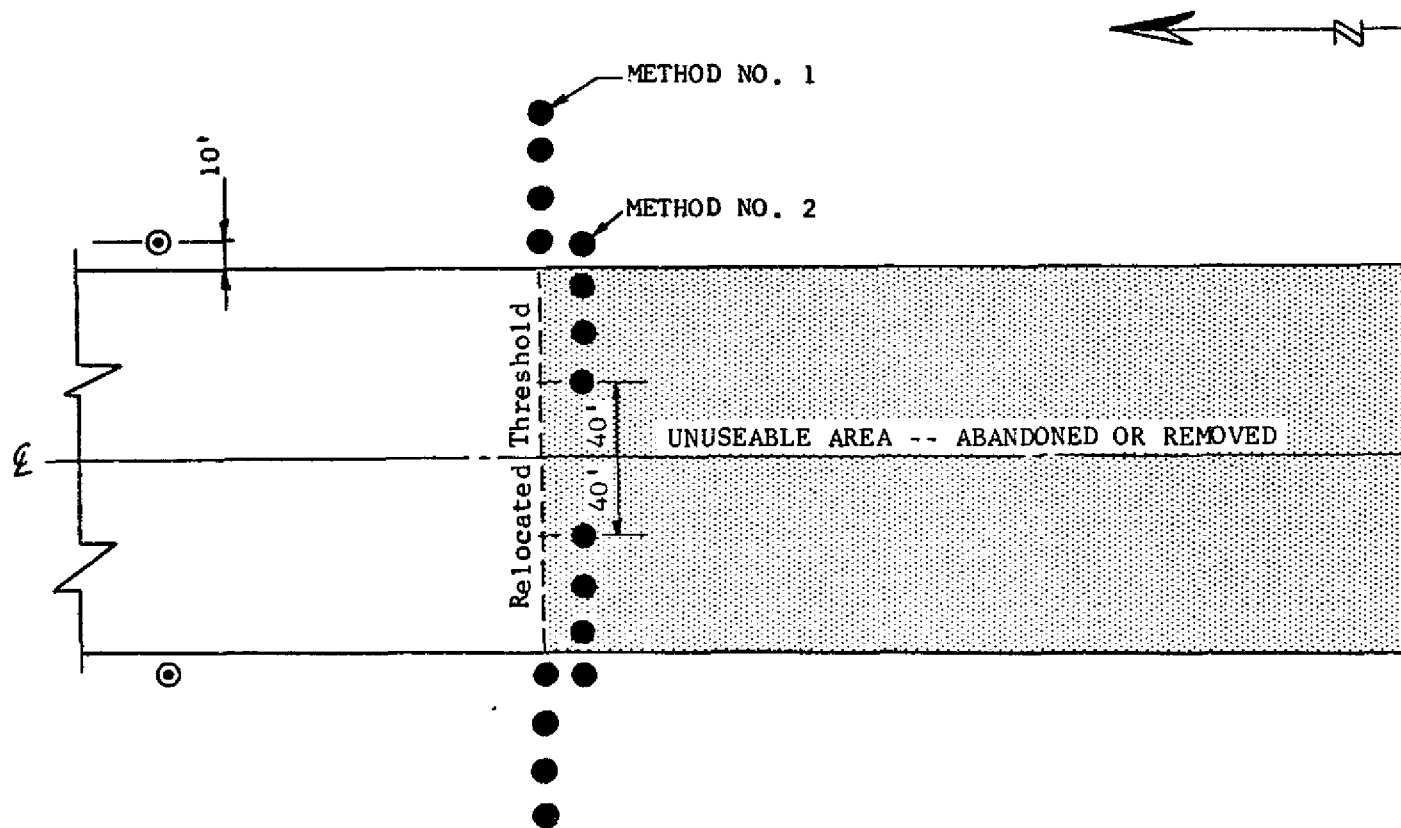 N
METHOD NO. 1
10'
METHOD NO. 2
Relocated Threshold
40' 40'
UNUSEABLE AREA -- ABANDONED OR REMOVED
℄